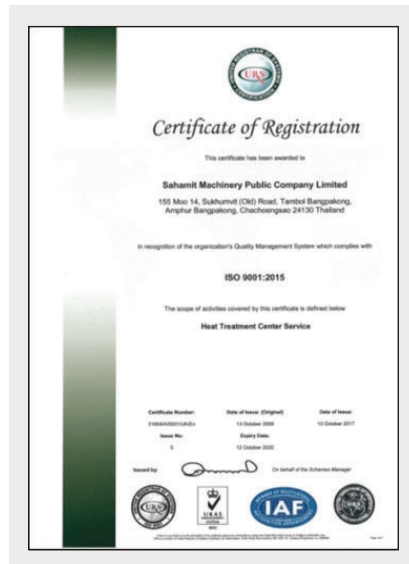 URS
Certificate of Registration
This certificate has been awarded to
Sahamit Machinery Public Company Limited
155 Moo 14, Sukhumvit (Old) Road, Tambol Bangpakong,
Amphur Bangpakong, Chachoengsao 24130 Thailand
in recognition of the organization's Quality Management System which complies with
ISO 9001:2015
The scope of activities covered by this certificate is defined below
Heat Treatment Center Service
Certificate Number: Date of Issue: (Original) Date of Issue:
13 October 2008 13 October 2017
Issue No: Expiry Date:
5 12 October 2020
Issued by: On behalf of the Schemes Manager
URS UKAS IAF